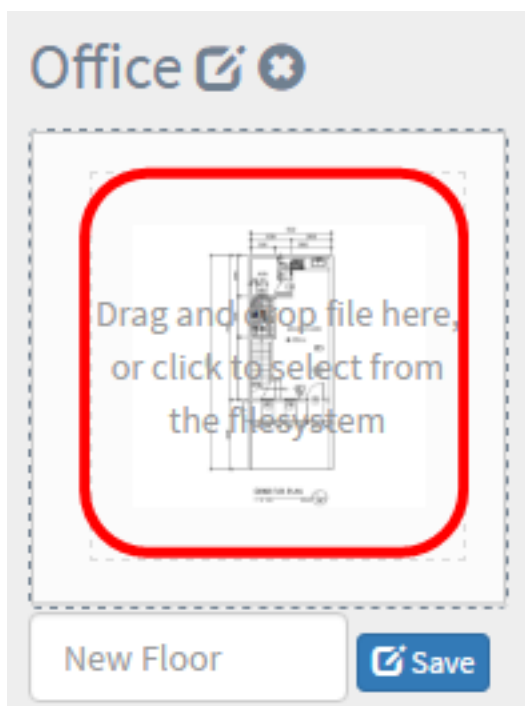 Office
Drag and drop file here,
or click to select from
the filesystem
New Floor
Save